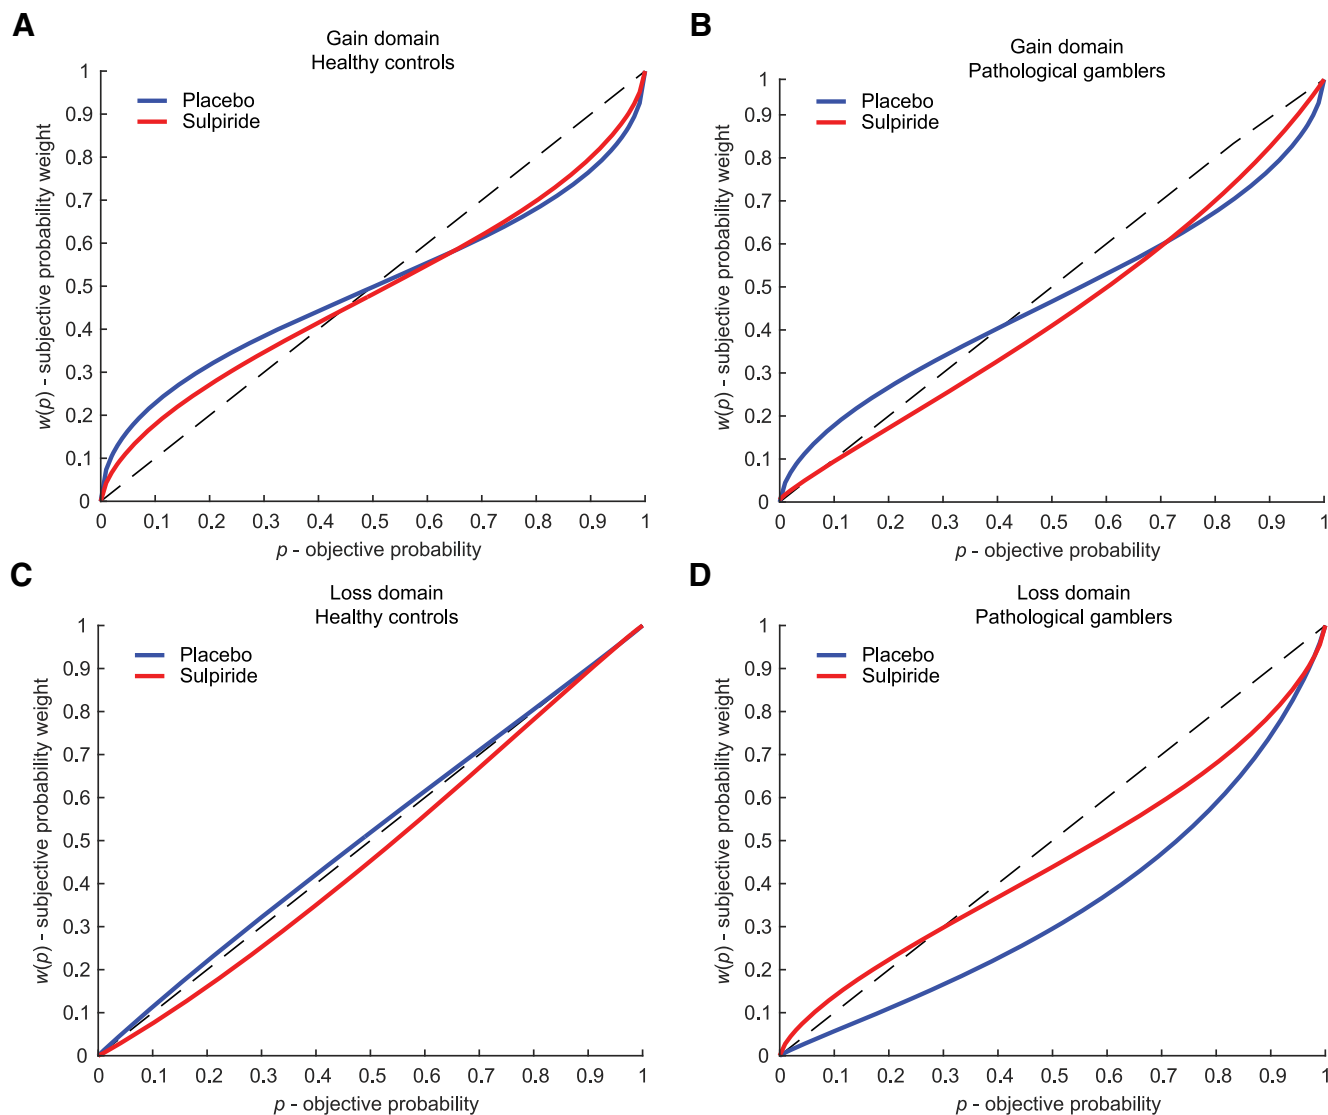 A
Gain domain
Healthy controls
Placebo
Sulpiride
w(p) - subjective probability weight
1
0.9
0.8
0.7
0.6
0.5
0.4
0.3
0.2
0.1
0
0 0.1 0.2 0.3 0.4 0.5 0.6 0.7 0.8 0.9 1
p - objective probability
B
Gain domain
Pathological gamblers
Placebo
Sulpiride
w(p) - subjective probability weight
1
0.9
0.8
0.7
0.6
0.5
0.4
0.3
0.2
0.1
0
0 0.1 0.2 0.3 0.4 0.5 0.6 0.7 0.8 0.9 1
p - objective probability
C
Loss domain
Healthy controls
Placebo
Sulpiride
w(p) - subjective probability weight
1
0.9
0.8
0.7
0.6
0.5
0.4
0.3
0.2
0.1
0
0 0.1 0.2 0.3 0.4 0.5 0.6 0.7 0.8 0.9 1
p - objective probability
D
Loss domain
Pathological gamblers
Placebo
Sulpiride
w(p) - subjective probability weight
1
0.9
0.8
0.7
0.6
0.5
0.4
0.3
0.2
0.1
0
0 0.1 0.2 0.3 0.4 0.5 0.6 0.7 0.8 0.9 1
p - objective probability